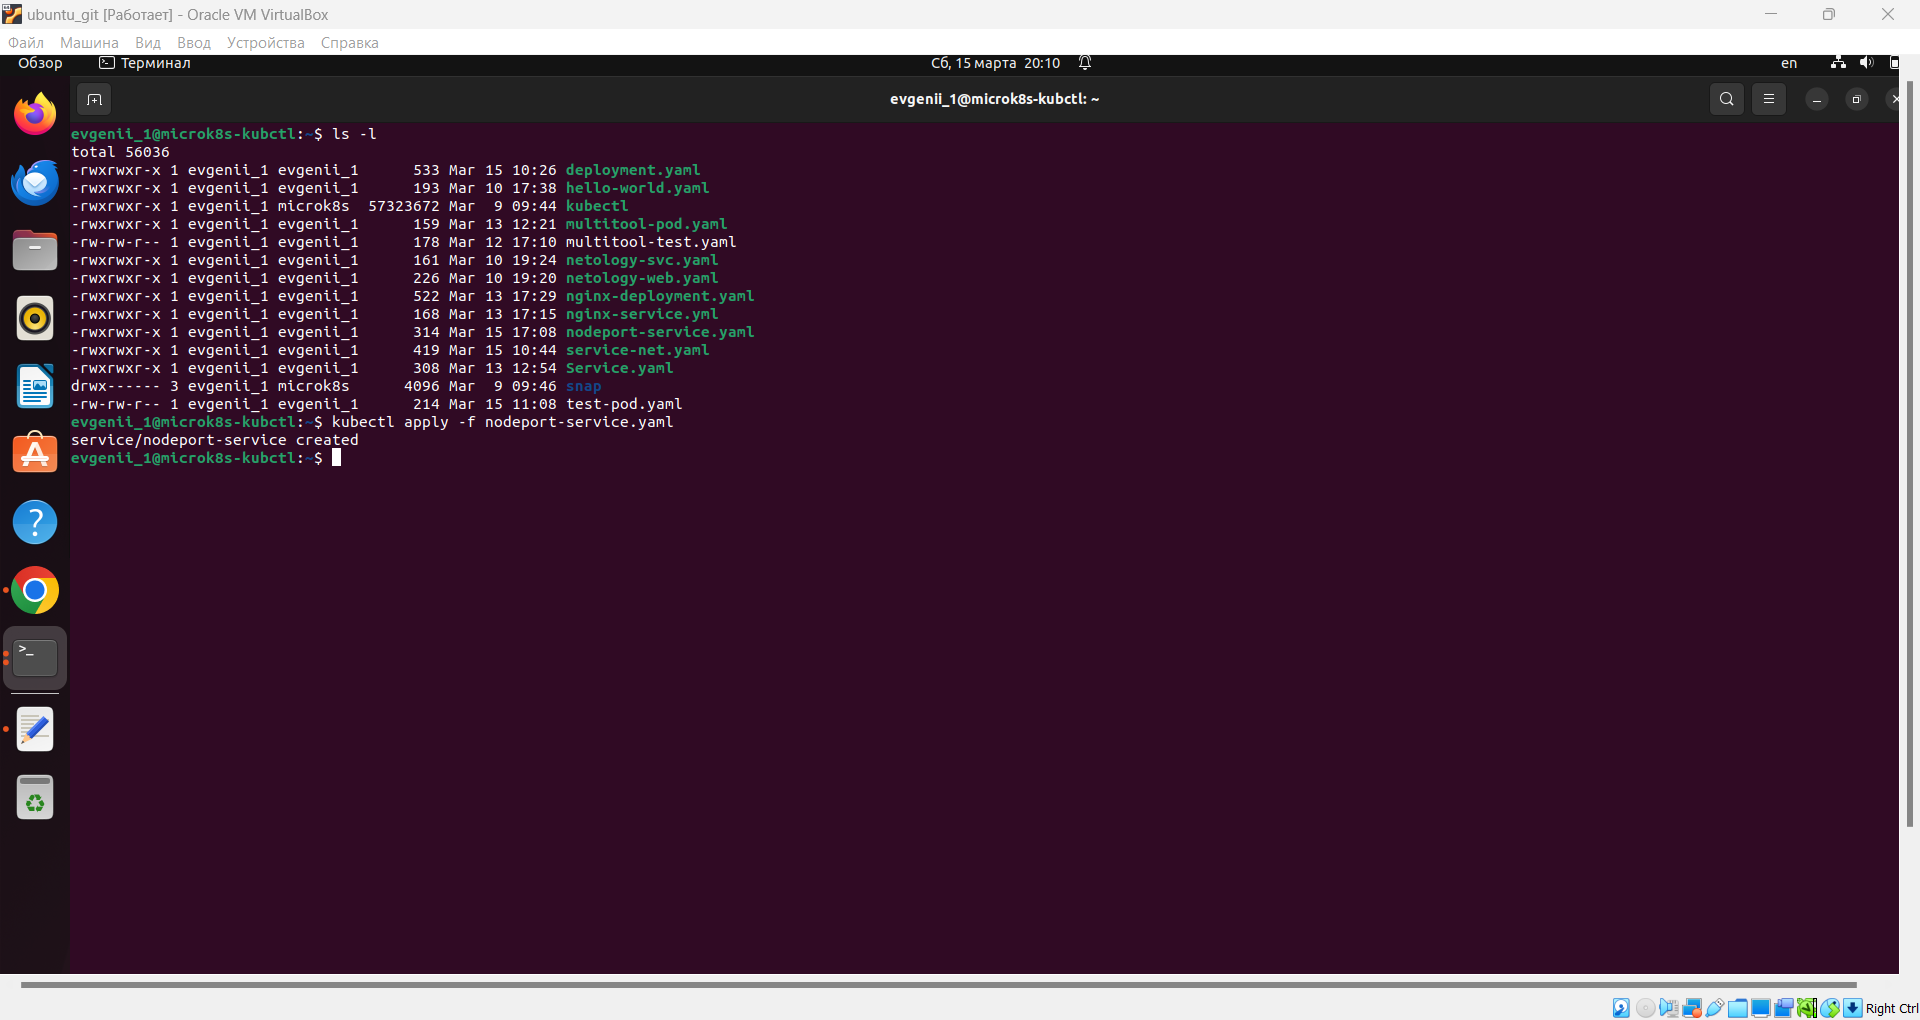 ubuntu_git [Работает] - Oracle VM VirtualBox
Файл Машина Вид Ввод Устройства Справка
Обзор Терминал Сб, 15 марта 20:10 en
evgenii_1@microk8s-kubctl: ~
evgenii_1@microk8s-kubctl:~$ ls -l
total 56036
-rwxrwxr-x 1 evgenii_1 evgenii_1      533 Mar 15 10:26 deployment.yaml
-rwxrwxr-x 1 evgenii_1 evgenii_1      193 Mar 10 17:38 hello-world.yaml
-rwxrwxr-x 1 evgenii_1 microk8s  57323672 Mar  9 09:44 kubectl
-rwxrwxr-x 1 evgenii_1 evgenii_1      159 Mar 13 12:21 multitool-pod.yaml
-rw-rw-r-- 1 evgenii_1 evgenii_1      178 Mar 12 17:10 multitool-test.yaml
-rwxrwxr-x 1 evgenii_1 evgenii_1      161 Mar 10 19:24 netology-svc.yaml
-rwxrwxr-x 1 evgenii_1 evgenii_1      226 Mar 10 19:20 netology-web.yaml
-rwxrwxr-x 1 evgenii_1 evgenii_1      522 Mar 13 17:29 nginx-deployment.yaml
-rwxrwxr-x 1 evgenii_1 evgenii_1      168 Mar 13 17:15 nginx-service.yml
-rwxrwxr-x 1 evgenii_1 evgenii_1      314 Mar 15 17:08 nodeport-service.yaml
-rwxrwxr-x 1 evgenii_1 evgenii_1      419 Mar 15 10:44 service-net.yaml
-rwxrwxr-x 1 evgenii_1 evgenii_1      308 Mar 13 12:54 Service.yaml
drwx------ 3 evgenii_1 microk8s      4096 Mar  9 09:46 snap
-rw-rw-r-- 1 evgenii_1 evgenii_1      214 Mar 15 11:08 test-pod.yaml
evgenii_1@microk8s-kubctl:~$ kubectl apply -f nodeport-service.yaml
service/nodeport-service created
evgenii_1@microk8s-kubctl:~$
Right Ctrl